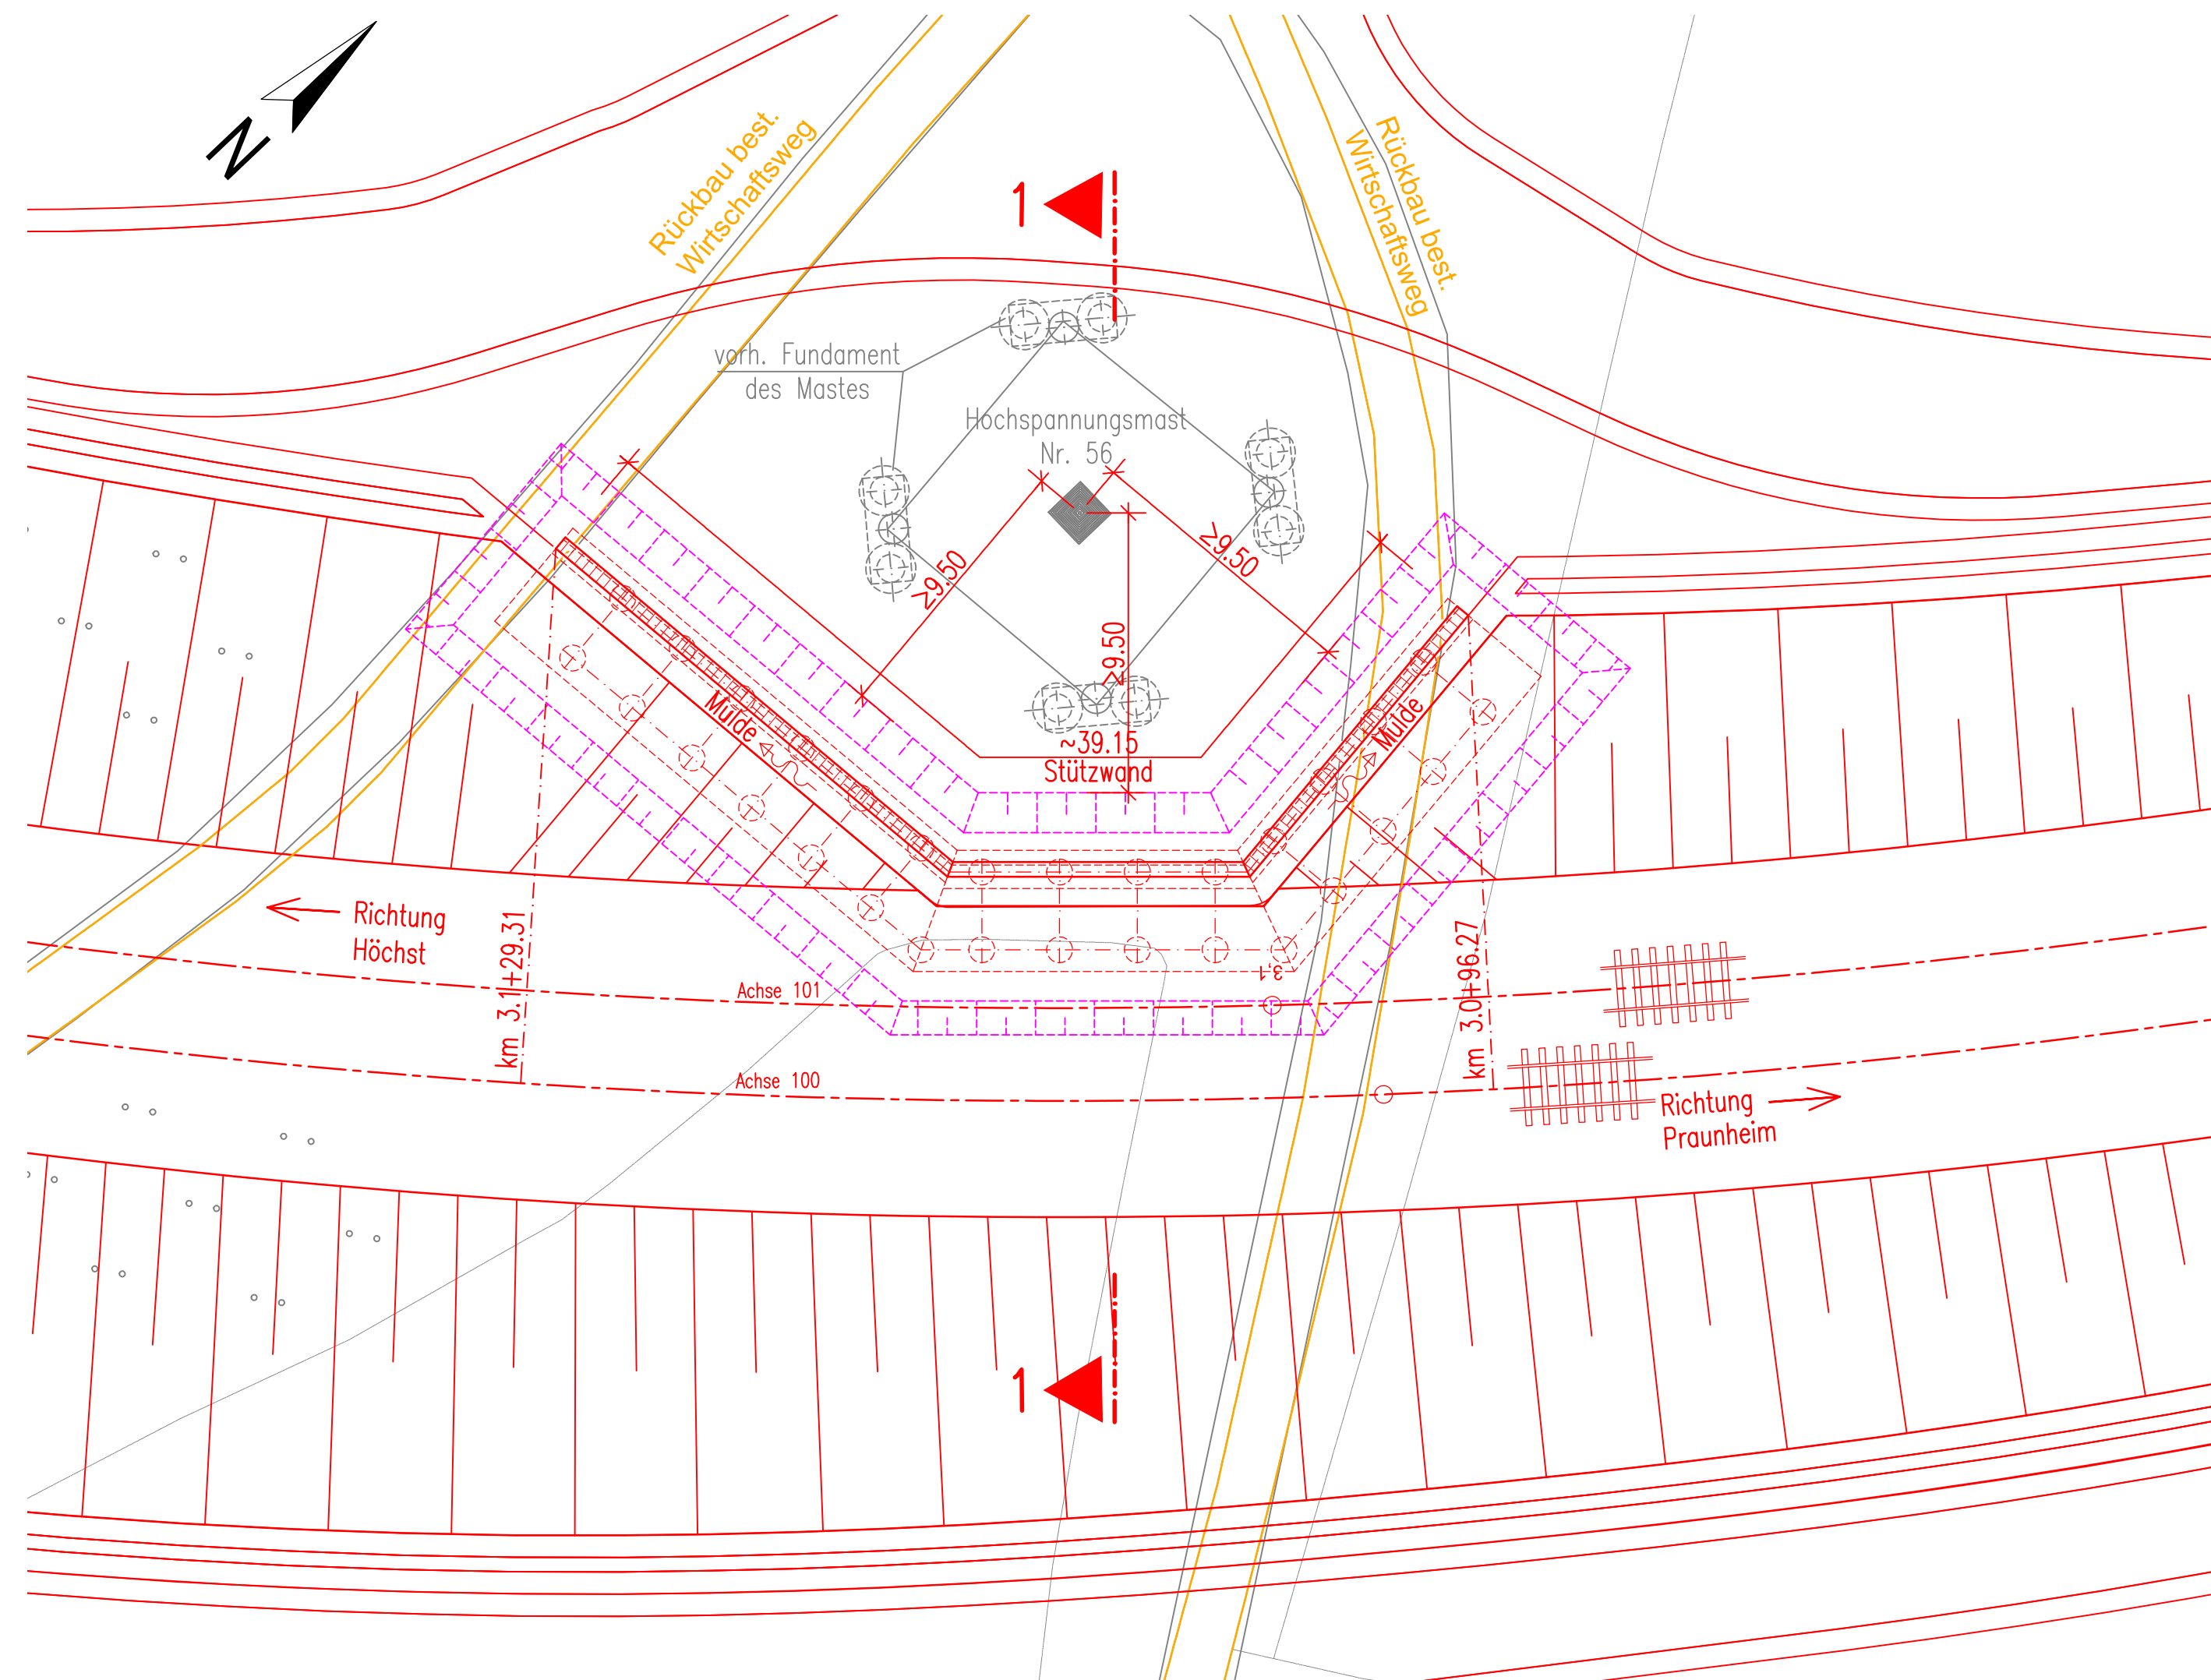 N
Rückbau best.
Wirtschaftsweg
1
Rückbau best.
Wirtschaftsweg
vorh. Fundament
des Mastes
Hochspannungsmast
Nr. 56
≥9.50
≥9.50
≥9.50
~39.15
Stützwand
Mulde
Mulde
Richtung
Höchst
km 3.1+29.31
Achse 101
3,1
km 3.0+96.27
Achse 100
Richtung
Praunheim
1